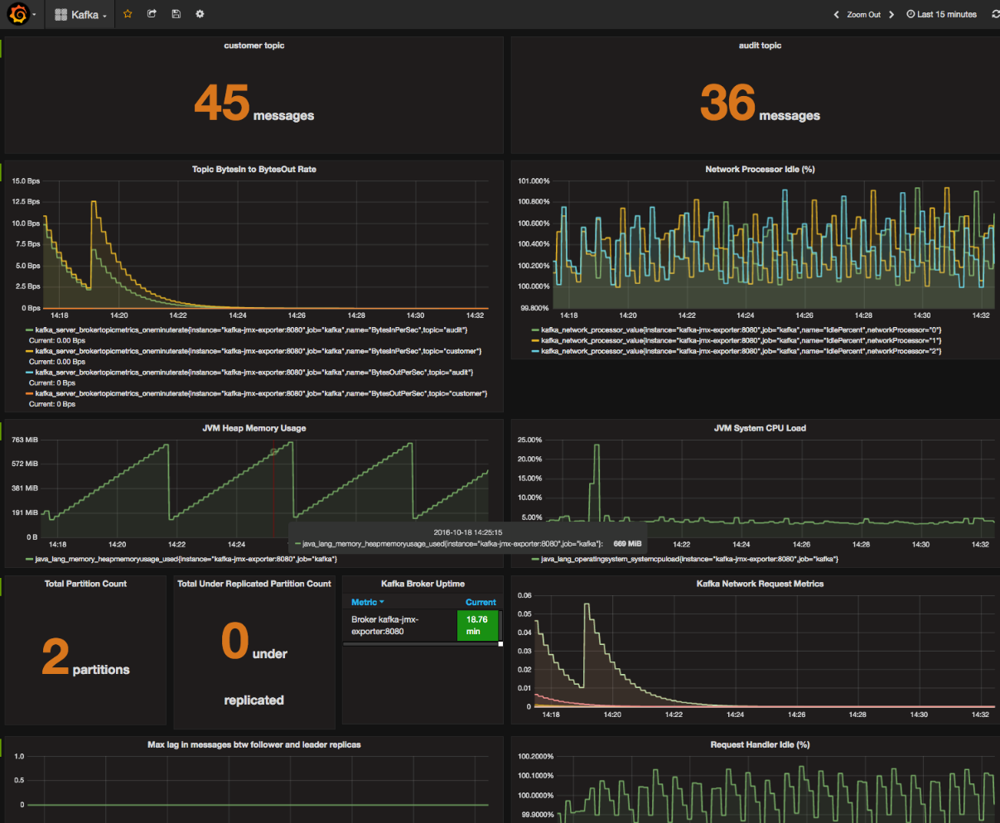 Kafka
Zoom Out
Last 15 minutes
customer topic
45 messages
audit topic
36 messages
Topic BytesIn to BytesOut Rate
15.0 Bps
12.5 Bps
10.0 Bps
7.5 Bps
5.0 Bps
2.5 Bps
0 Bps
14:18 14:20 14:22 14:24 14:26 14:28 14:30 14:32
kafka_server_brokertopicmetrics_oneminuterate{instance="kafka-jmx-exporter:8080",job="kafka",name="BytesInPerSec",topic="audit"}
Current: 0.00 Bps
kafka_server_brokertopicmetrics_oneminuterate{instance="kafka-jmx-exporter:8080",job="kafka",name="BytesInPerSec",topic="customer"}
Current: 0.00 Bps
kafka_server_brokertopicmetrics_oneminuterate{instance="kafka-jmx-exporter:8080",job="kafka",name="BytesOutPerSec",topic="audit"}
Current: 0 Bps
kafka_server_brokertopicmetrics_oneminuterate{instance="kafka-jmx-exporter:8080",job="kafka",name="BytesOutPerSec",topic="customer"}
Current: 0 Bps
Network Processor Idle (%)
101.000%
100.800%
100.600%
100.400%
100.200%
100.000%
99.800%
14:18 14:20 14:22 14:24 14:26 14:28 14:30 14:32
kafka_network_processor_value{instance="kafka-jmx-exporter:8080",job="kafka",name="IdlePercent",networkProcessor="0"}
kafka_network_processor_value{instance="kafka-jmx-exporter:8080",job="kafka",name="IdlePercent",networkProcessor="1"}
kafka_network_processor_value{instance="kafka-jmx-exporter:8080",job="kafka",name="IdlePercent",networkProcessor="2"}
JVM Heap Memory Usage
763 MiB
572 MiB
381 MiB
191 MiB
0 B
14:18 14:20 14:22 14:24
java_lang_memory_heapmemoryusage_used{instance="kafka-jmx-exporter:8080",job="kafka"}
2016-10-18 14:25:15
java_lang_memory_heapmemoryusage_used{instance="kafka-jmx-exporter:8080",job="kafka"}: 669 MiB
JVM System CPU Load
25.00%
20.00%
15.00%
10.00%
5.00%
14:22 14:24 14:26 14:28 14:30 14:32
java_lang_operatingsystem_systemcpuload{instance="kafka-jmx-exporter:8080",job="kafka"}
Total Partition Count
2 partitions
Total Under Replicated Partition Count
0 under
replicated
Kafka Broker Uptime
Metric Current
Broker kafka-jmx-
exporter:8080
18.76
min
Kafka Network Request Metrics
0.06
0.05
0.04
0.03
0.02
0.01
0
14:18 14:20 14:22 14:24 14:26 14:28 14:30 14:32
Max lag in messages btw follower and leader replicas
1.0
0.5
0
Request Handler Idle (%)
100.2000%
100.1000%
100.0000%
99.9000%